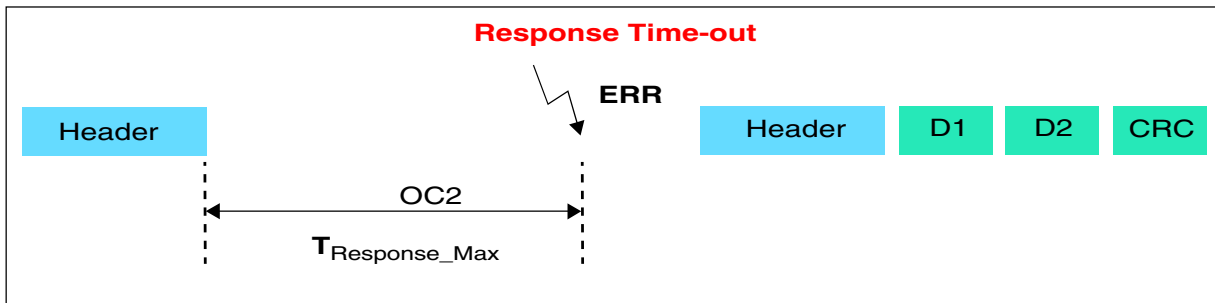 Response Time-out
ERR
Header
Header D1 D2 CRC
OC2
TResponse_Max